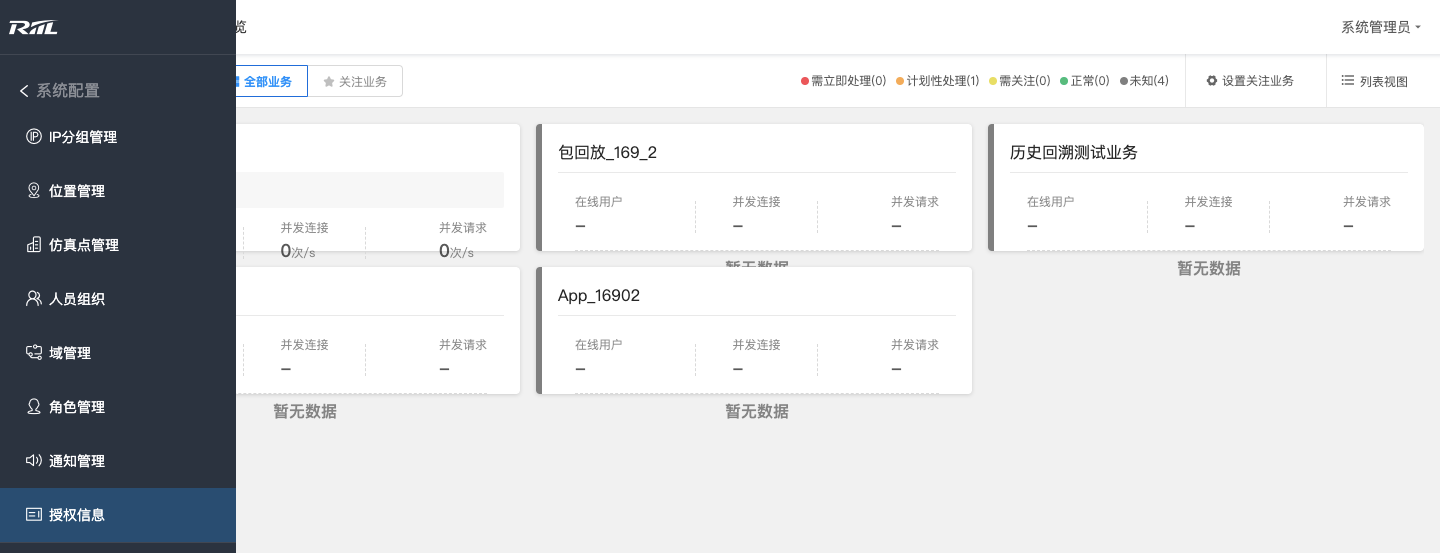 RIIL
览
系统管理员
系统配置
IP分组管理
位置管理
仿真点管理
人员组织
域管理
角色管理
通知管理
授权信息
全部业务
关注业务
需立即处理(0)
计划性处理(1)
需关注(0)
正常(0)
未知(4)
设置关注业务
列表视图
并发连接
并发请求
0次/s
0次/s
包回放_169_2
在线用户
并发连接
并发请求
–
–
–
暂无数据
历史回溯测试业务
在线用户
并发连接
并发请求
–
–
–
暂无数据
并发连接
并发请求
–
–
暂无数据
App_16902
在线用户
并发连接
并发请求
–
–
–
暂无数据